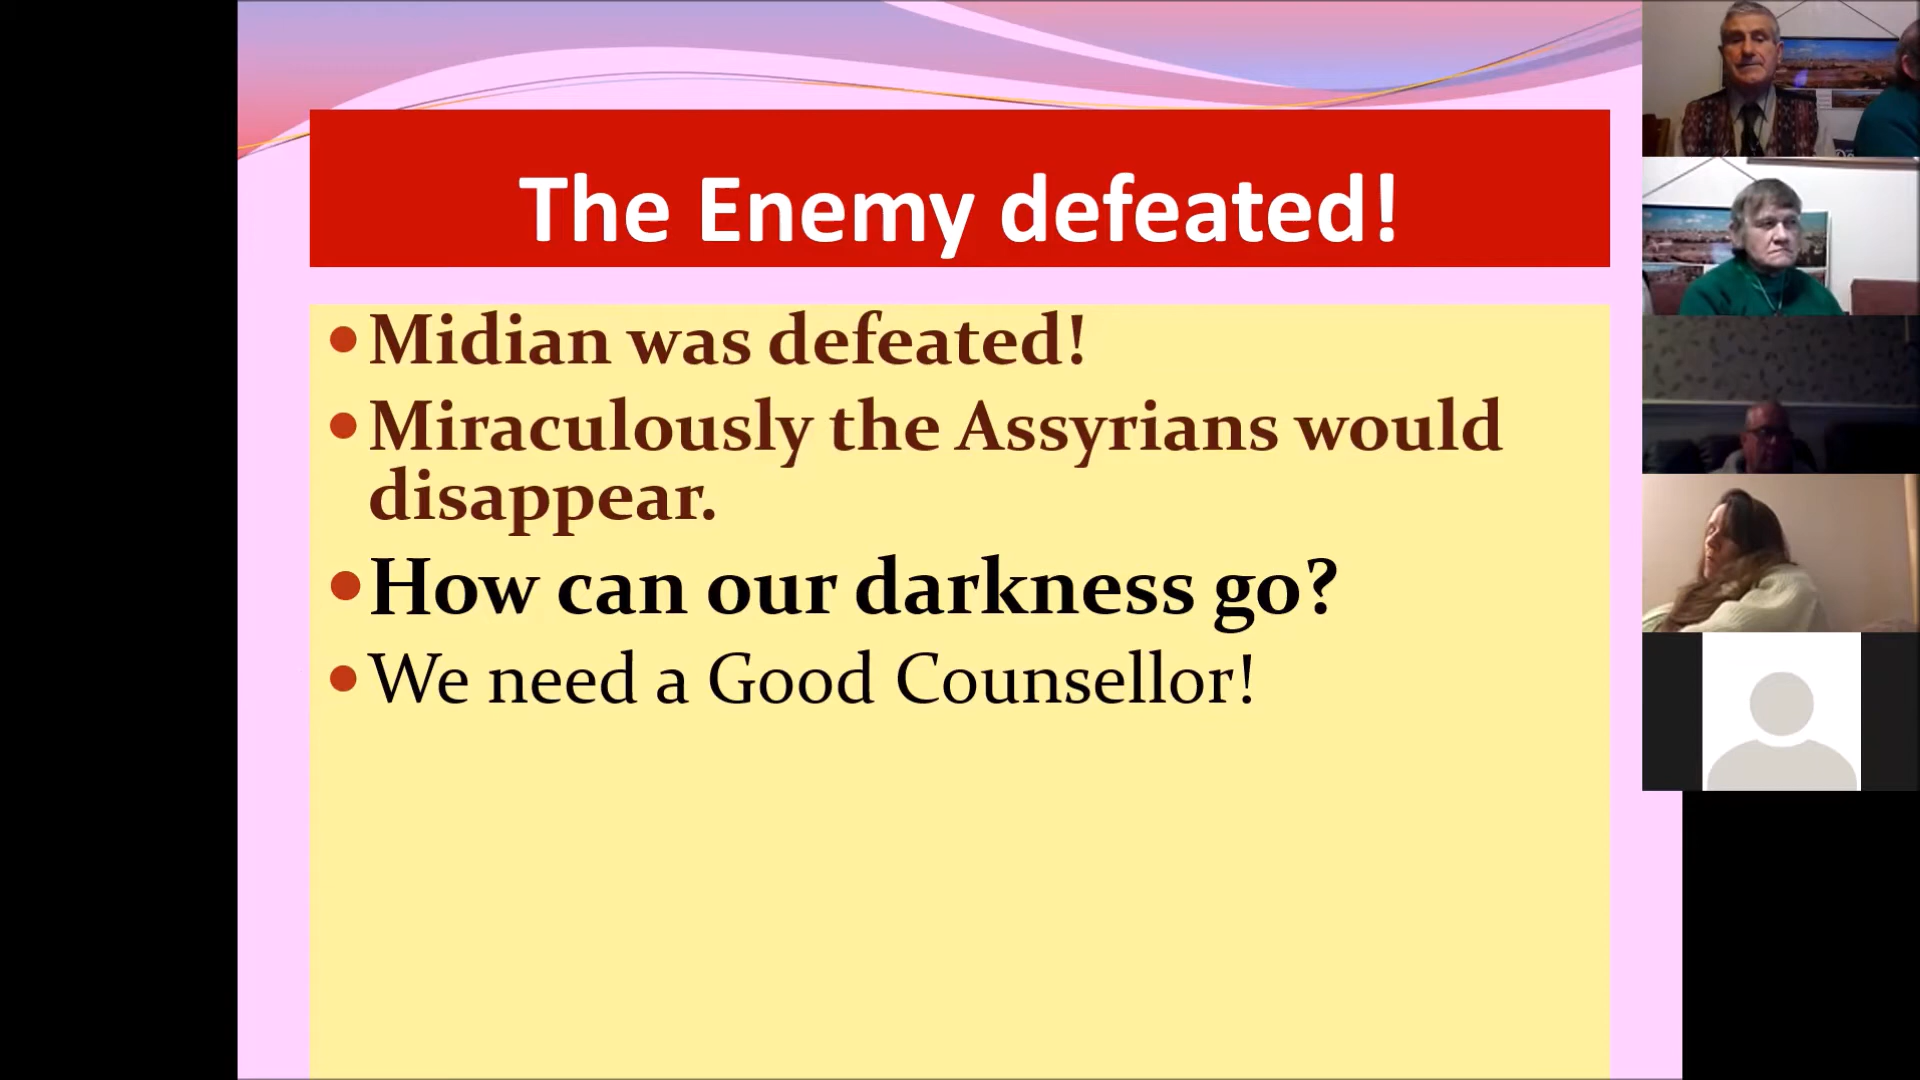 The Enemy defeated!
• Midian was defeated!
• Miraculously the Assyrians would
disappear.
• How can our darkness go?
• We need a Good Counsellor!